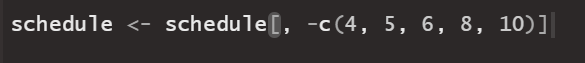 schedule <- schedule[, -c(4, 5, 6, 8, 10)]